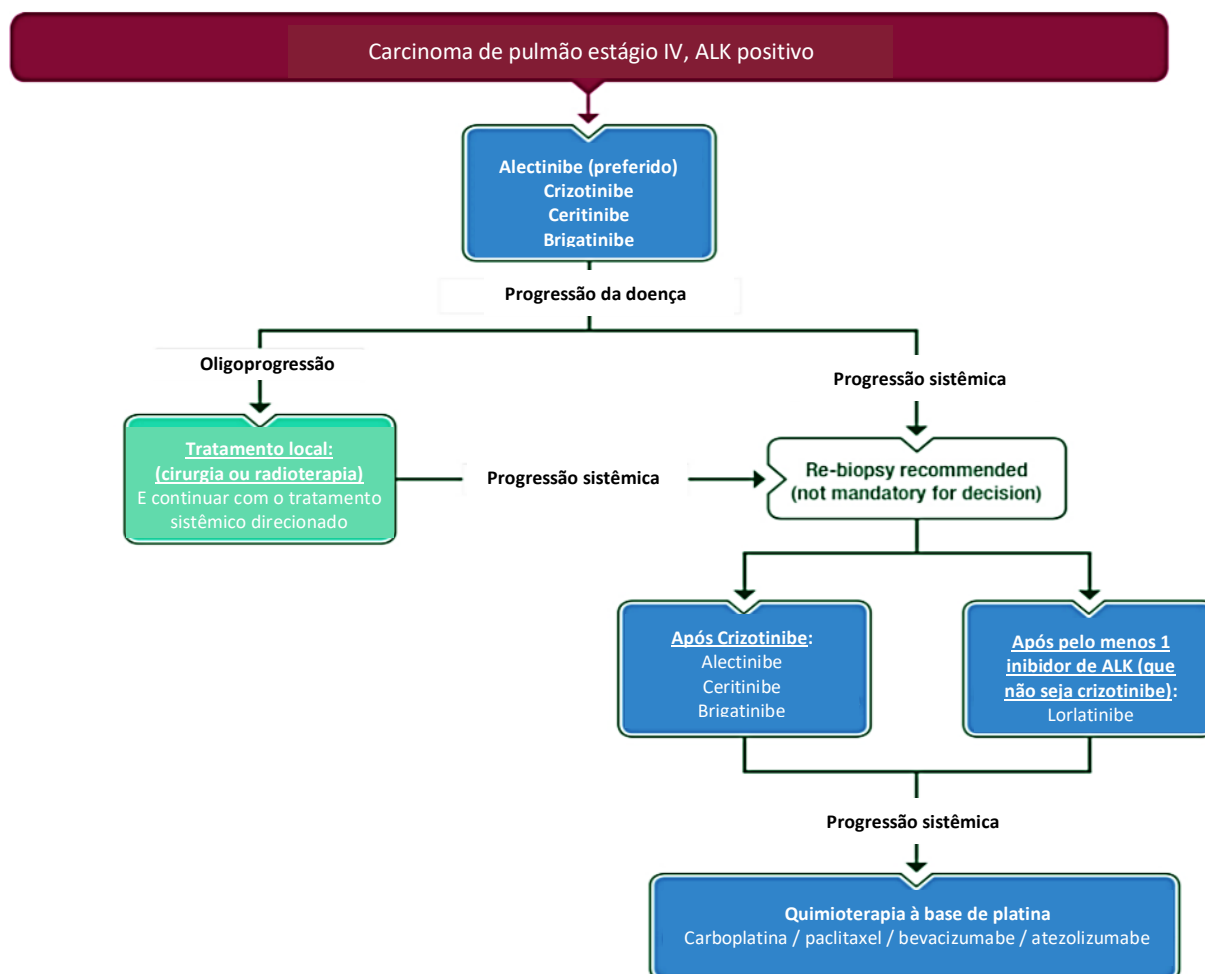 Carcinoma de pulmão estágio IV, ALK positivo
Alectinibe (preferido)
Crizotinibe
Ceritinibe
Brigatinibe
Progressão da doença
Oligoprogressão
Progressão sistêmica
Tratamento local:
(cirurgia ou radioterapia)
E continuar com o tratamento
sistêmico direcionado
Progressão sistêmica
Re-biopsy recommended
(not mandatory for decision)
Após Crizotinibe:
Alectinibe
Ceritinibe
Brigatinibe
Após pelo menos 1
inibidor de ALK (que
não seja crizotinibe):
Lorlatinibe
Progressão sistêmica
Quimioterapia à base de platina
Carboplatina / paclitaxel / bevacizumabe / atezolizumabe